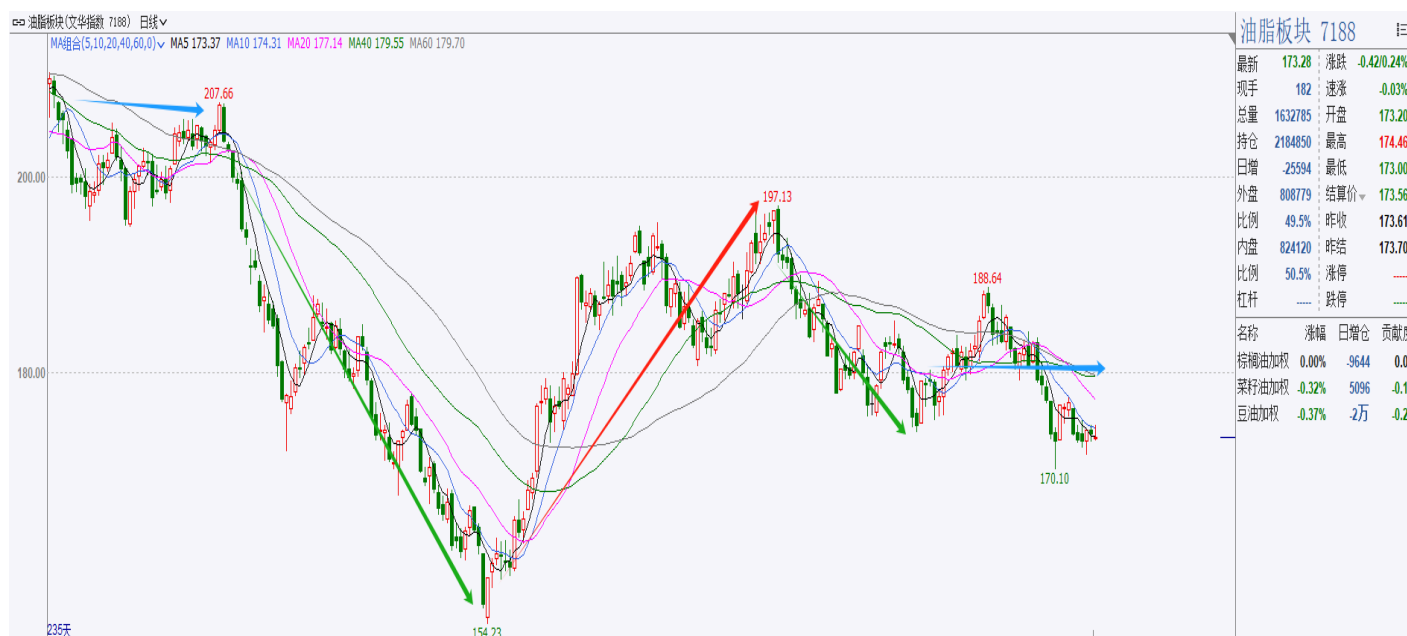 油脂板块(文华指数 7188) 日线
MA组合(5,10,20,40,60,0) MA5 173.37 MA10 174.31 MA20 177.14 MA40 179.55 MA60 179.70
207.66
200.00
197.13
188.64
180.00
170.10
154.23
235天
油脂板块 7188
最新 173.28 涨跌 -0.42/0.24%
现手 182 速涨 -0.03%
总量 1632785 开盘 173.20
持仓 2184850 最高 174.46
日增 -25594 最低 173.00
外盘 808779 结算价 173.56
比例 49.5% 昨收 173.61
内盘 824120 昨结 173.70
比例 50.5% 涨停 ----
杠杆 ---- 跌停 ----
名称 涨幅 日增仓 贡献度
棕榈油加权 0.00% -9644 0.0
菜籽油加权 -0.32% 5096 -0.1
豆油加权 -0.37% -2万 -0.2